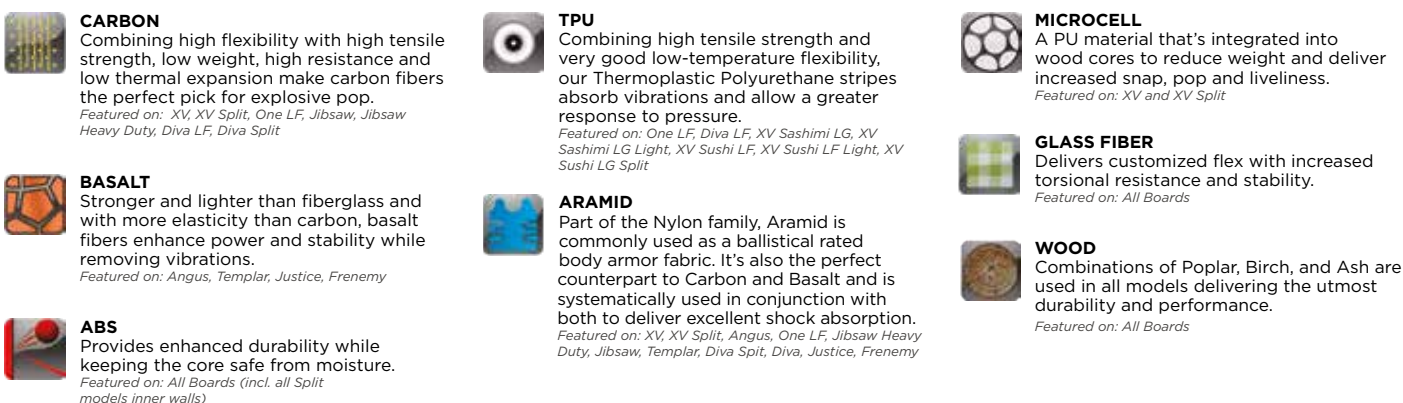 CARBON
Combining high flexibility with high tensile
strength, low weight, high resistance and
low thermal expansion make carbon fibers
the perfect pick for explosive pop.
Featured on: XV, XV Split, One LF, Jibsaw, Jibsaw
Heavy Duty, Diva LF, Diva Split
BASALT
Stronger and lighter than fiberglass and
with more elasticity than carbon, basalt
fibers enhance power and stability while
removing vibrations.
Featured on: Angus, Templar, Justice, Frenemy
ABS
Provides enhanced durability while
keeping the core safe from moisture.
Featured on: All Boards (incl. all Split
models inner walls)
TPU
Combining high tensile strength and
very good low-temperature flexibility,
our Thermoplastic Polyurethane stripes
absorb vibrations and allow a greater
response to pressure.
Featured on: One LF, Diva LF, XV Sashimi LG, XV
Sashimi LG Light, XV Sushi LF, XV Sushi LF Light, XV
Sushi LG Split
ARAMID
Part of the Nylon family, Aramid is
commonly used as a ballistical rated
body armor fabric. It's also the perfect
counterpart to Carbon and Basalt and is
systematically used in conjunction with
both to deliver excellent shock absorption.
Featured on: XV, XV Split, Angus, One LF, Jibsaw Heavy
Duty, Jibsaw, Templar, Diva Spit, Diva, Justice, Frenemy
MICROCELL
A PU material that's integrated into
wood cores to reduce weight and deliver
increased snap, pop and liveliness.
Featured on: XV and XV Split
GLASS FIBER
Delivers customized flex with increased
torsional resistance and stability.
Featured on: All Boards
WOOD
Combinations of Poplar, Birch, and Ash are
used in all models delivering the utmost
durability and performance.
Featured on: All Boards